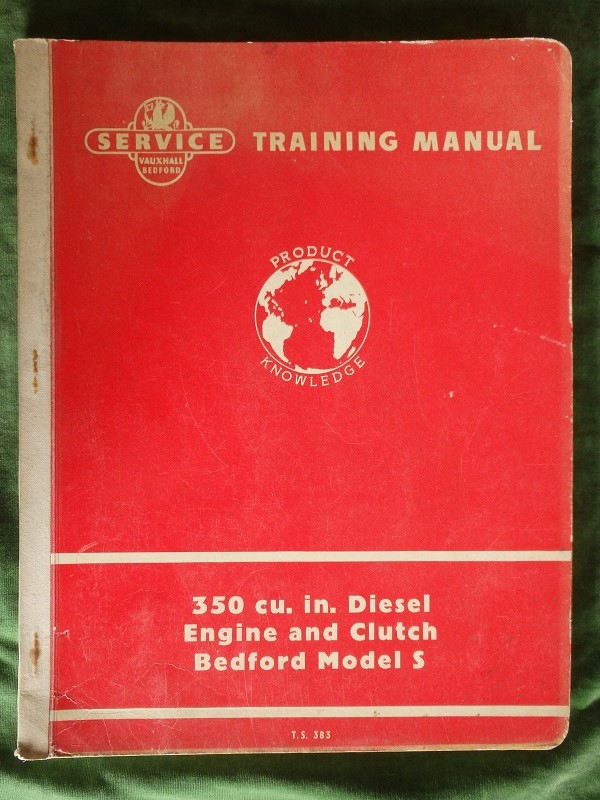 SERVICE
VAUXHALL
BEDFORD
TRAINING MANUAL
PRODUCT
KNOWLEDGE
350 cu. in. Diesel
Engine and Clutch
Bedford Model S
T.S. 383